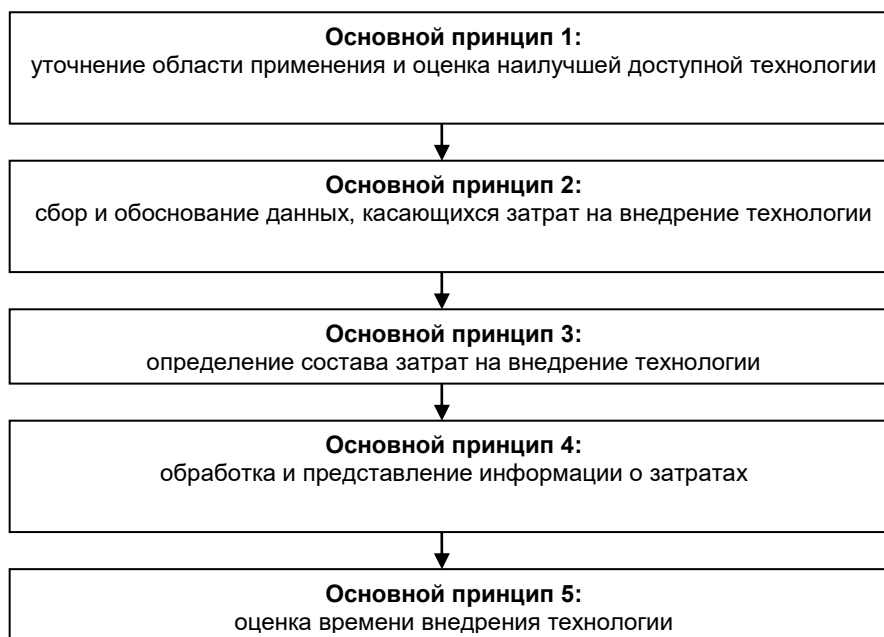 Основной принцип 1:
уточнение области применения и оценка наилучшей доступной технологии
Основной принцип 2:
сбор и обоснование данных, касающихся затрат на внедрение технологии
Основной принцип 3:
определение состава затрат на внедрение технологии
Основной принцип 4:
обработка и представление информации о затратах
Основной принцип 5:
оценка времени внедрения технологии